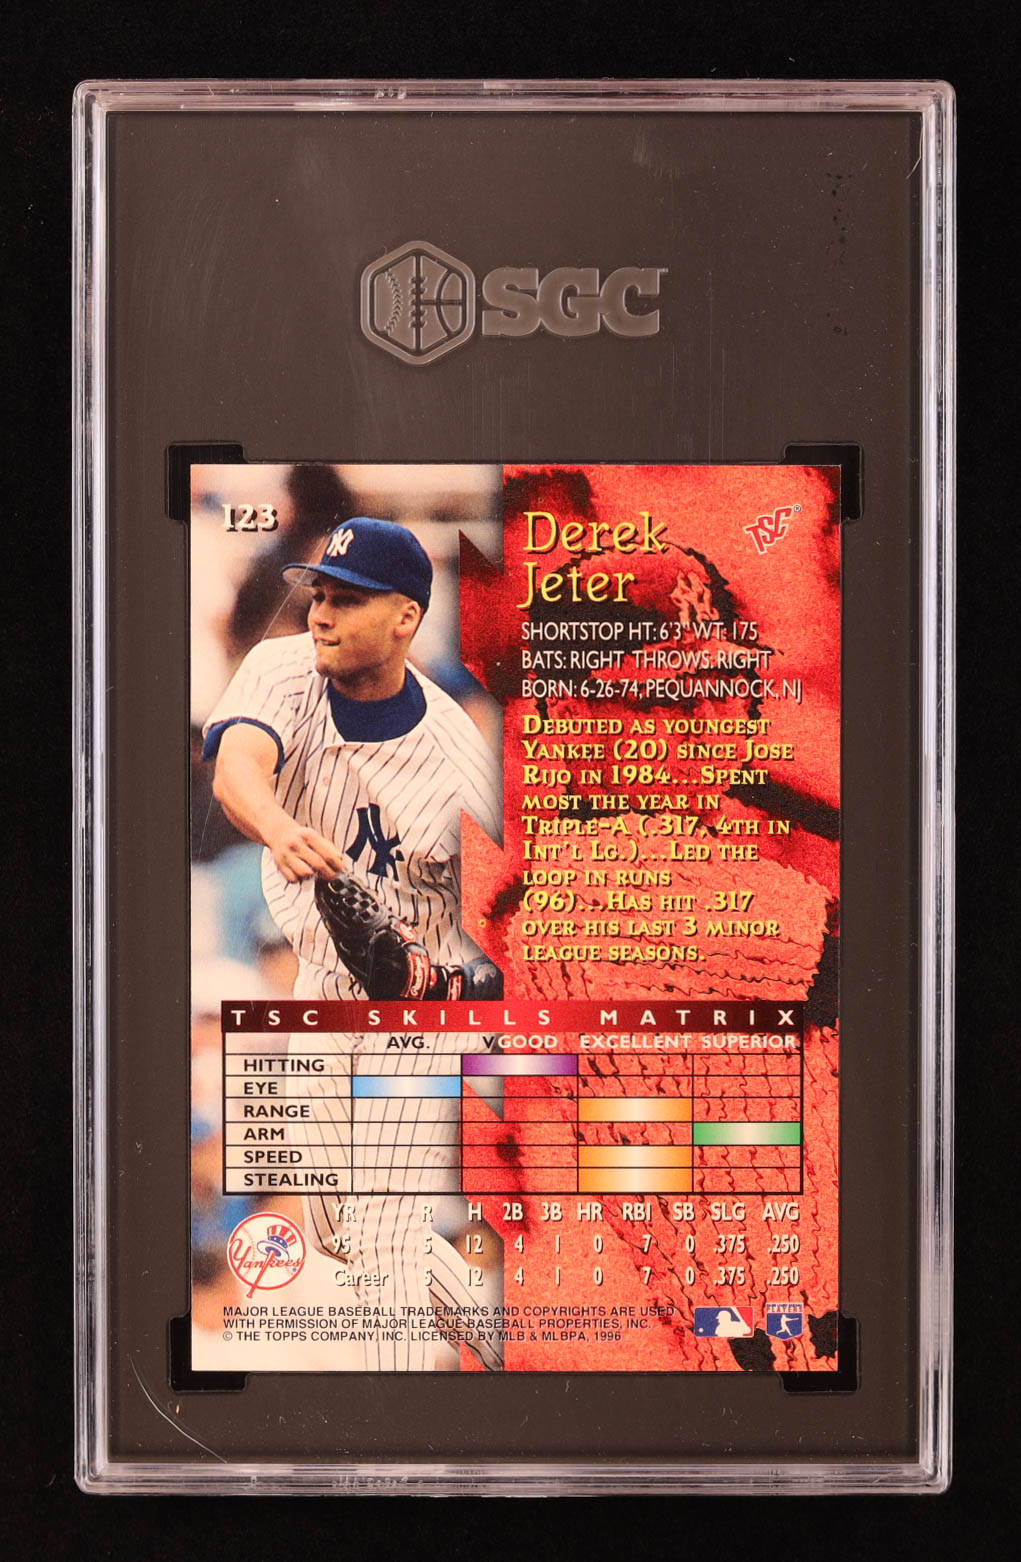 SGC
123
Derek
Jeter
TSC®
SHORTSTOP HT: 6'3" WT: 175
BATS: RIGHT THROWS: RIGHT
BORN: 6-26-74, PEQUANNOCK, NJ
DEBUTED AS YOUNGEST
YANKEE (20) SINCE JOSE
RIJO IN 1984...SPENT
MOST THE YEAR IN
TRIPLE-A (.317, 4TH IN
INT'L LG.)...LED THE
LOOP IN RUNS
(96)...HAS HIT .317
OVER HIS LAST 3 MINOR
LEAGUE SEASONS.
TSC SKILLS MATRIX
AVG. V GOOD EXCELLENT SUPERIOR
HITTING
EYE
RANGE
ARM
SPEED
STEALING
YR R H 2B 3B HR RBI SB SLG AVG
95 5 12 4 1 0 7 0 .375 .250
Career 5 12 4 1 0 7 0 .375 .250
Yankees
MAJOR LEAGUE BASEBALL TRADEMARKS AND COPYRIGHTS ARE USED
WITH PERMISSION OF MAJOR LEAGUE BASEBALL PROPERTIES, INC.
© THE TOPPS COMPANY, INC. LICENSED BY MLB & MLBPA, 1996